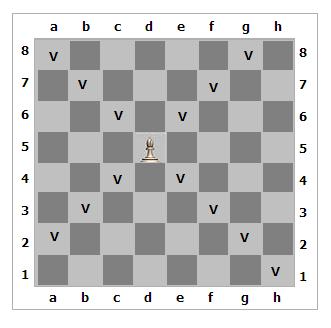 a b c d e f g h
8 V V 8
7 V V 7
6 V V 6
5 5
4 V V 4
3 V V 3
2 V V 2
1 V 1
a b c d e f g h